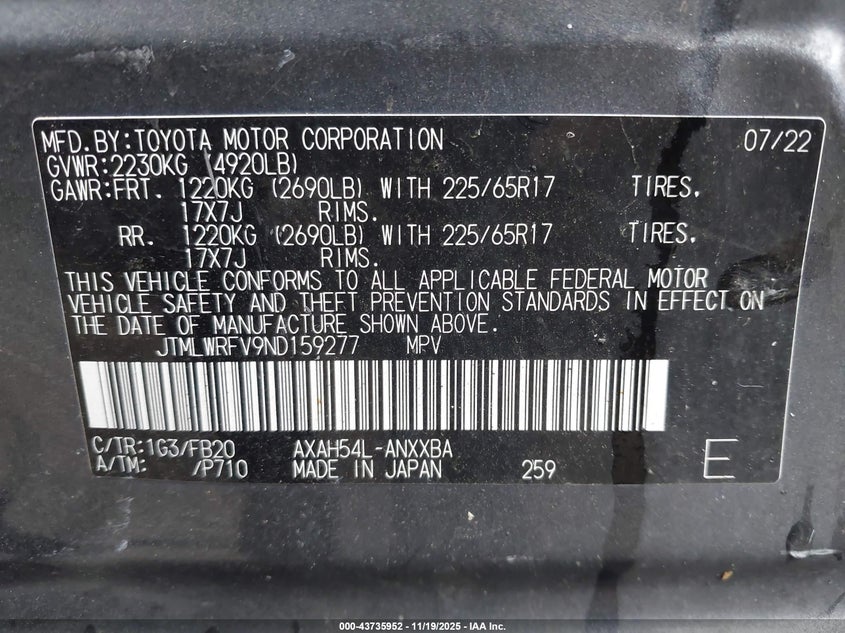 MFD.BY:TOYOTA MOTOR CORPORATION 07/22
GVWR:2230KG (4920LB)
GAWR:FRT. 1220KG (2690LB) WITH 225/65R17 TIRES.
17X7J RIMS.
RR. 1220KG (2690LB) WITH 225/65R17 TIRES.
17X7J RIMS.
THIS VEHICLE CONFORMS TO ALL APPLICABLE FEDERAL MOTOR
VEHICLE SAFETY AND THEFT PREVENTION STANDARDS IN EFFECT ON
THE DATE OF MANUFACTURE SHOWN ABOVE.
JTMLWRFV9ND159277 MPV
C/TR:1G3/FB20 AXAH54L-ANXXBA
A/TM: /P710 MADE IN JAPAN 259 E
000-43735952 - 11/19/2025 - IAA Inc.